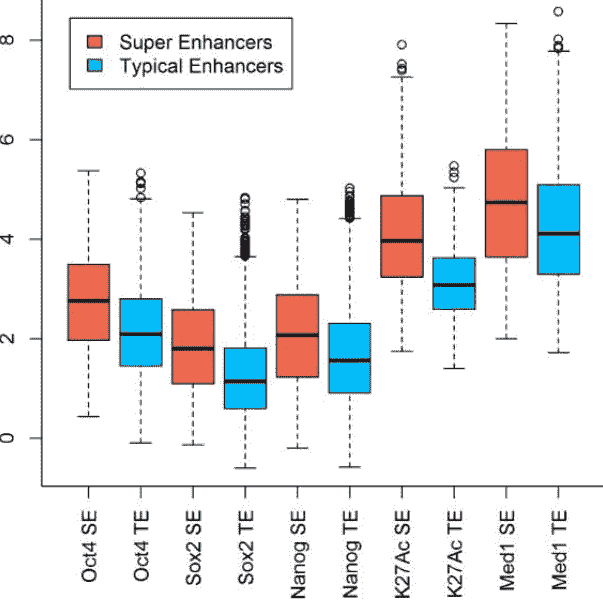 Super Enhancers
Typical Enhancers
8
6
4
2
0
Oct4 SE
Oct4 TE
Sox2 SE
Sox2 TE
Nanog SE
Nanog TE
K27Ac SE
K27Ac TE
Med1 SE
Med1 TE